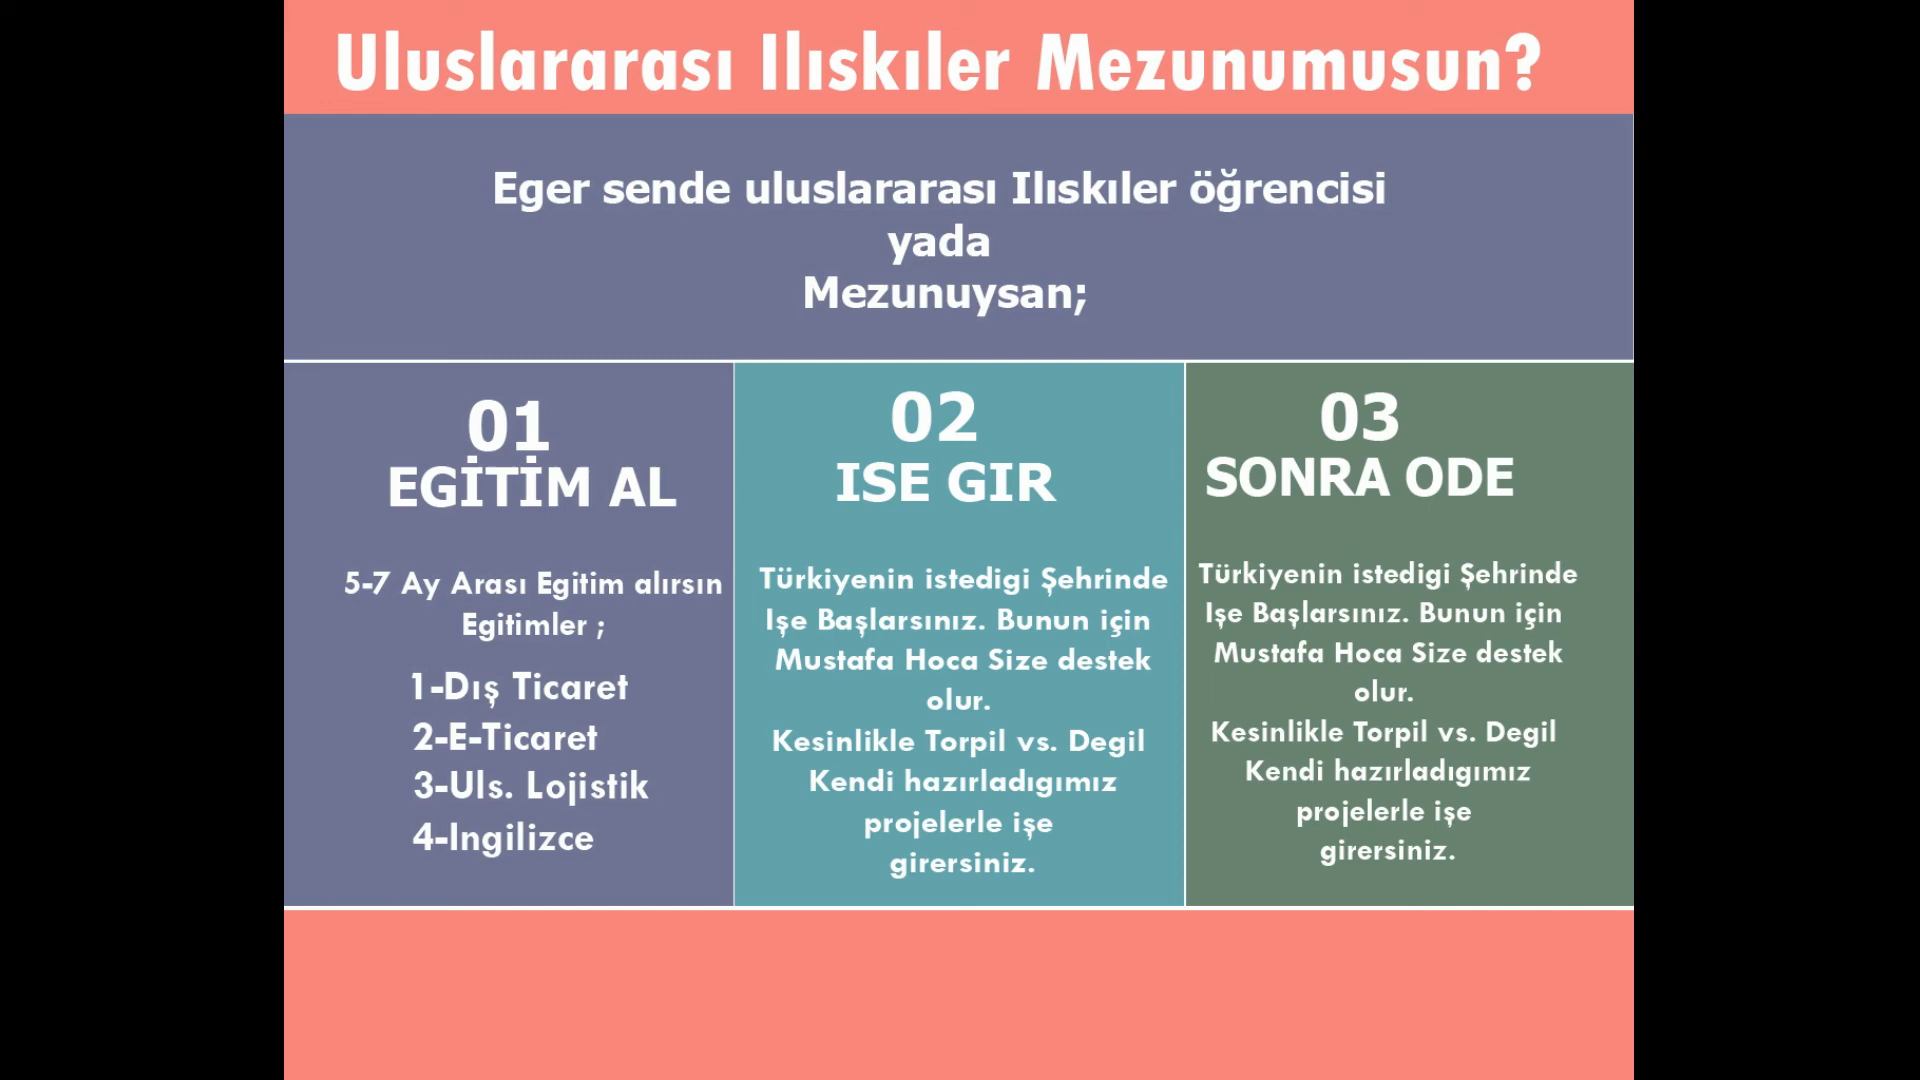 Uluslararası Ilıskıler Mezunumusun?
Eger sende uluslararası Ilıskıler öğrencisi
yada
Mezunuysan;
01
EGİTİM AL
5-7 Ay Arası Egitim alırsın
Egitimler ;
1-Dış Ticaret
2-E-Ticaret
3-Uls. Lojistik
4-Ingilizce
02
ISE GIR
Türkiyenin istedigi Şehrinde
Işe Başlarsınız. Bunun için
Mustafa Hoca Size destek
olur.
Kesinlikle Torpil vs. Degil
Kendi hazırladıgımız
projelerle işe
girersiniz.
03
SONRA ODE
Türkiyenin istedigi Şehrinde
Işe Başlarsınız. Bunun için
Mustafa Hoca Size destek
olur.
Kesinlikle Torpil vs. Degil
Kendi hazırladıgımız
projelerle işe
girersiniz.